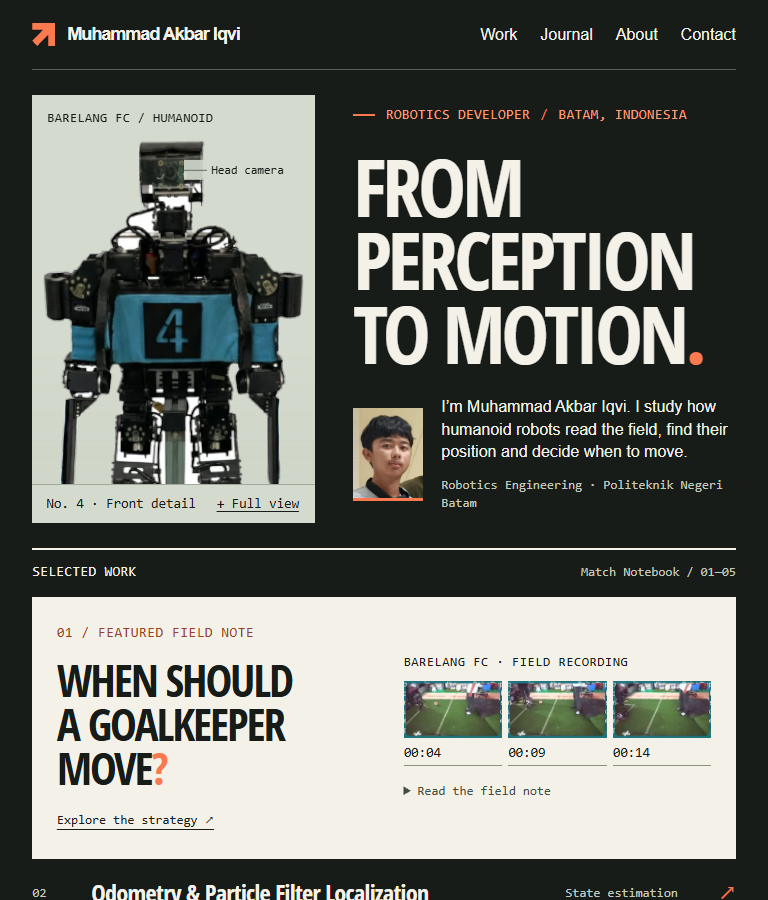 Muhammad Akbar Iqvi
Work Journal About Contact
BARELANG FC / HUMANOID
Head camera
4
No. 4 · Front detail + Full view
ROBOTICS DEVELOPER / BATAM, INDONESIA
FROM
PERCEPTION
TO MOTION.
I’m Muhammad Akbar Iqvi. I study how
humanoid robots read the field, find their
position and decide when to move.
Robotics Engineering · Politeknik Negeri
Batam
SELECTED WORK
Match Notebook / 01—05
01 / FEATURED FIELD NOTE
WHEN SHOULD
A GOALKEEPER
MOVE?
Explore the strategy ↗
BARELANG FC · FIELD RECORDING
00:04 00:09 00:14
▶ Read the field note
02 Odometry & Particle Filter Localization State estimation ↗